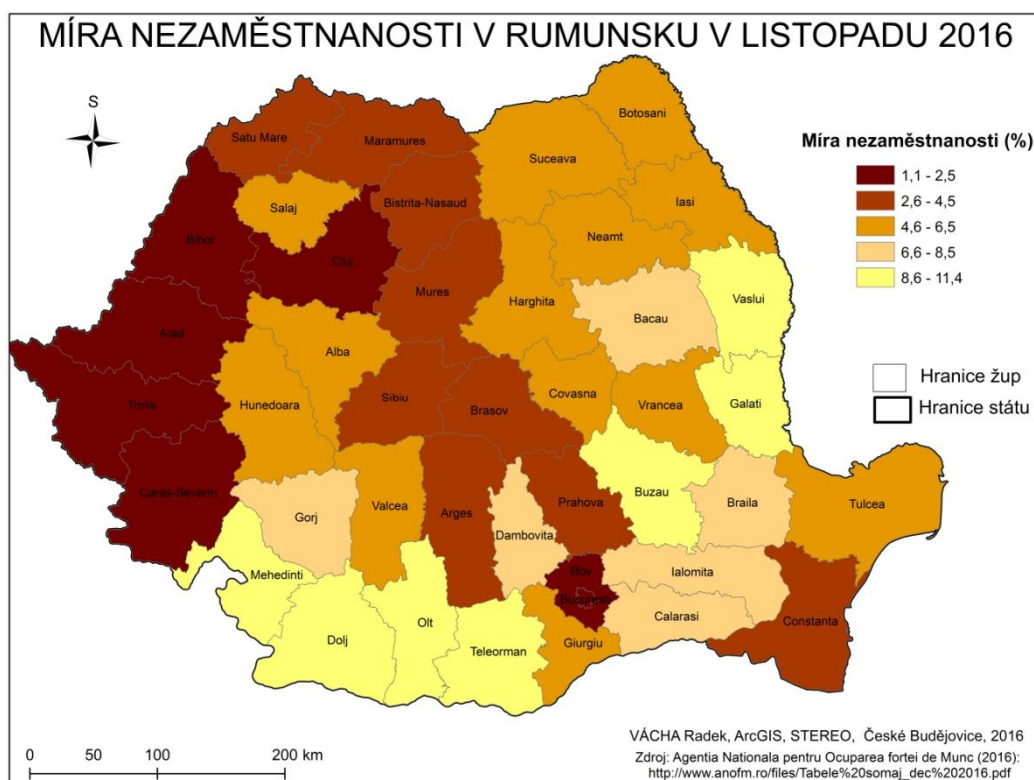 MÍRA NEZAMĚSTNANOSTI V RUMUNSKU V LISTOPADU 2016
S
Botosani
Satu Mare
Maramures
Suceava
Míra nezaměstnanosti (%)
1,1 - 2,5
2,6 - 4,5
4,6 - 6,5
6,6 - 8,5
8,6 - 11,4
Salaj
Bistrita-Nasaud
Iasi
Bihor
Cluj
Neamt
Mures
Harghita
Vaslui
Bacau
Arad
Alba
Hranice žup
Hranice státu
Timis
Hunedoara
Sibiu
Brasov
Covasna
Vrancea
Galati
Caras-Severin
Gorj
Valcea
Arges
Prahova
Buzau
Braila
Tulcea
Dambovita
Mehedinti
Ilfov
Ialomita
Bucuresti
Calarasi
Constanta
Dolj
Olt
Teleorman
Giurgiu
0 50 100 200 km
VÁCHA Radek, ArcGIS, STEREO, České Budějovice, 2016
Zdroj: Agentia Nationala pentru Ocuparea fortei de Munc (2016):
http://www.anofm.ro/files/Tabele%20somaj_dec%202016.pdf